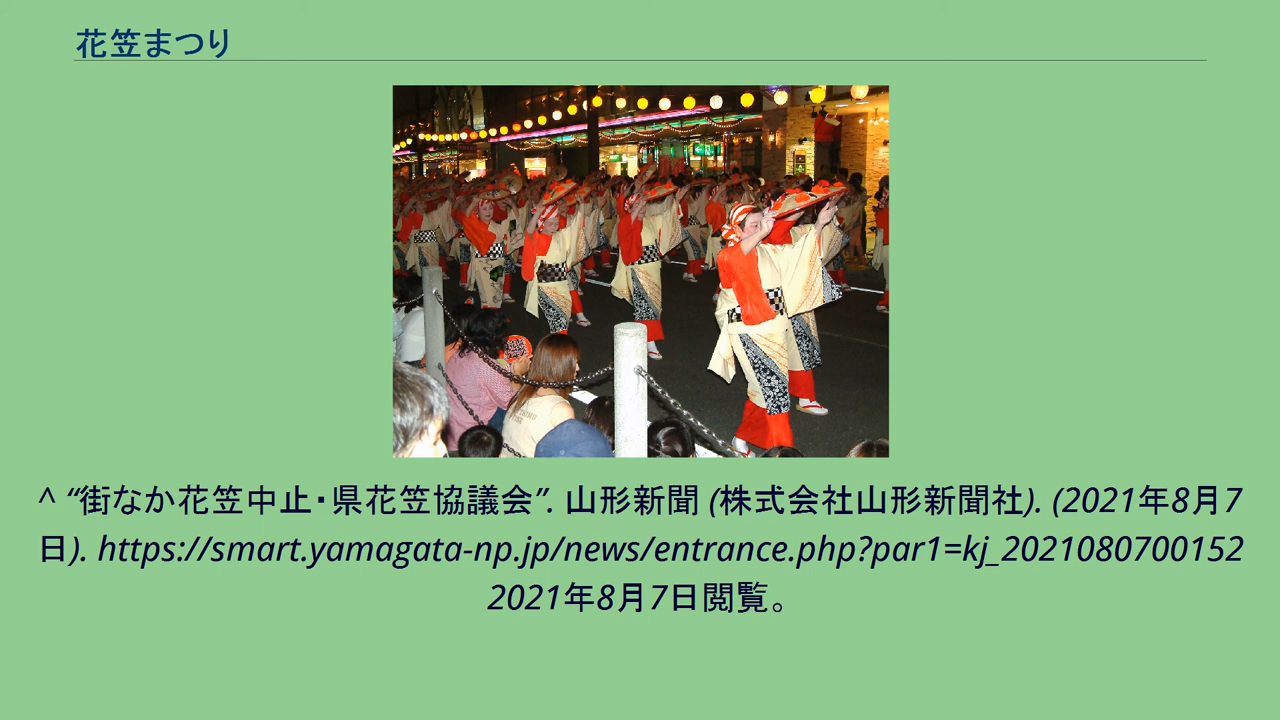 花笠まつり
^ “街なか花笠中止・県花笠協議会”. 山形新聞 (株式会社山形新聞社). (2021年8月7
日). https://smart.yamagata-np.jp/news/entrance.php?par1=kj_2021080700152
2021年8月7日閲覧。